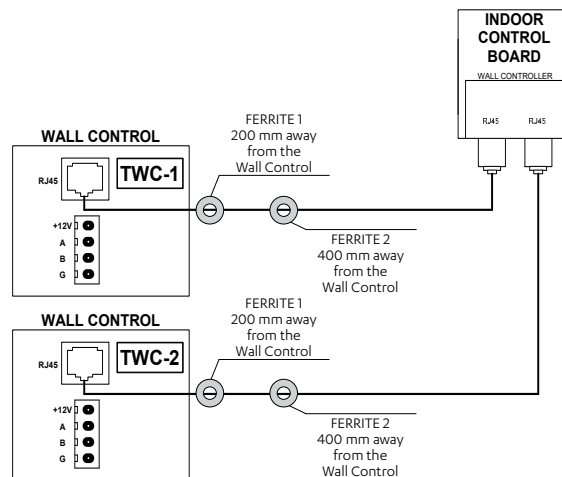 INDOOR
CONTROL
BOARD
WALL CONTROLLER
RJ45 RJ45
WALL CONTROL
RJ45
TWC-1
+12V
A
B
G
FERRITE 1
200 mm away
from the
Wall Control
FERRITE 2
400 mm away
from the
Wall Control
WALL CONTROL
RJ45
TWC-2
+12V
A
B
G
FERRITE 1
200 mm away
from the
Wall Control
FERRITE 2
400 mm away
from the
Wall Control